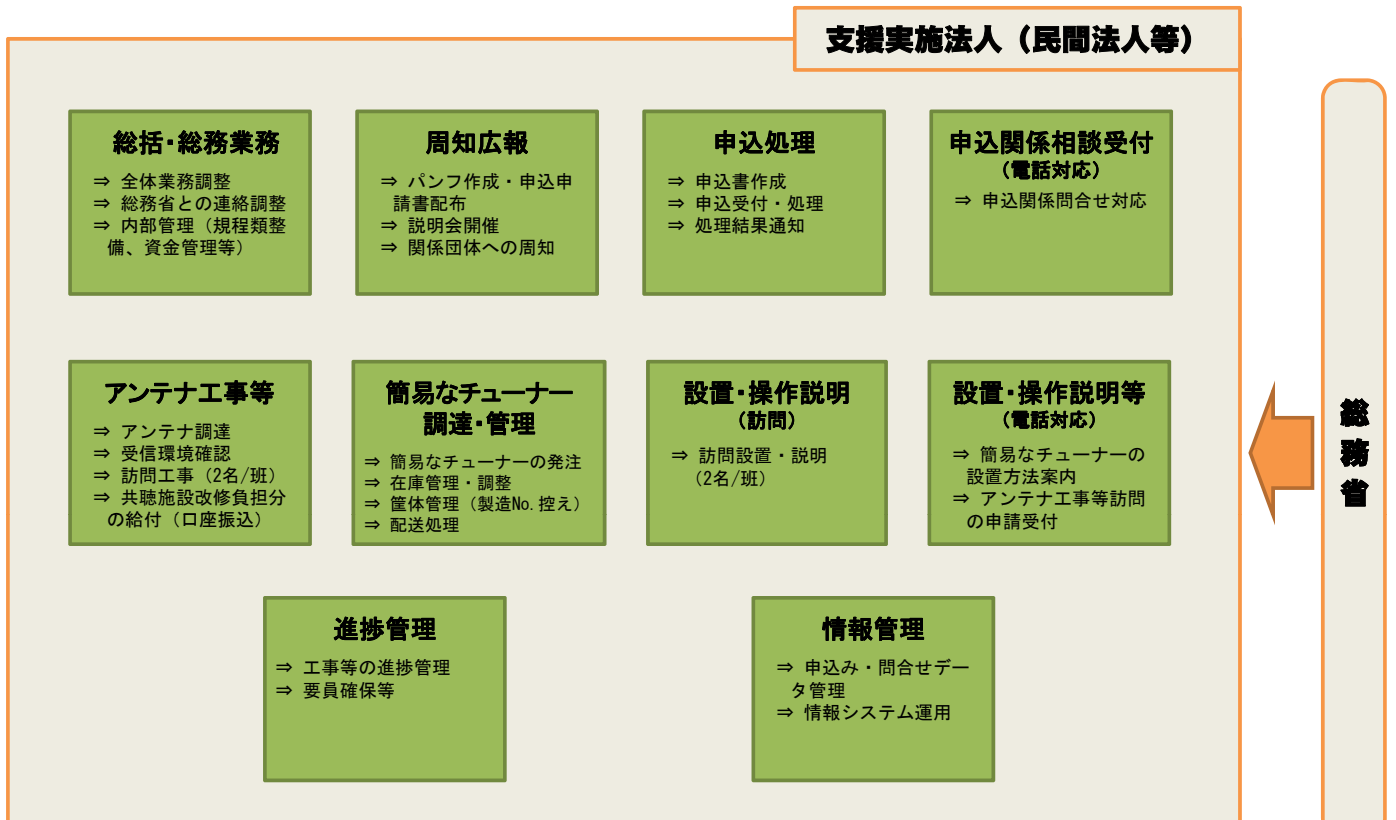 支援実施法人（民間法人等）
総括・総務業務
⇒ 全体業務調整
⇒ 総務省との連絡調整
⇒ 内部管理（規程類整
備、資金管理等）
周知広報
⇒ パンフ作成・申込申
請書配布
⇒ 説明会開催
⇒ 関係団体への周知
申込処理
⇒ 申込書作成
⇒ 申込受付・処理
⇒ 処理結果通知
申込関係相談受付
（電話対応）
⇒ 申込関係問合せ対応
アンテナ工事等
⇒ アンテナ調達
⇒ 受信環境確認
⇒ 訪問工事（2名/班）
⇒ 共聴施設改修負担分
の給付（口座振込）
簡易なチューナー
調達・管理
⇒ 簡易なチューナーの発注
⇒ 在庫管理・調整
⇒ 筐体管理（製造No.控え）
⇒ 配送処理
設置・操作説明
（訪問）
⇒ 訪問設置・説明
（2名/班）
設置・操作説明等
（電話対応）
⇒ 簡易なチューナーの
設置方法案内
⇒ アンテナ工事等訪問
の申請受付
進捗管理
⇒ 工事等の進捗管理
⇒ 要員確保等
情報管理
⇒ 申込み・問合せデー
タ管理
⇒ 情報システム運用
総務省